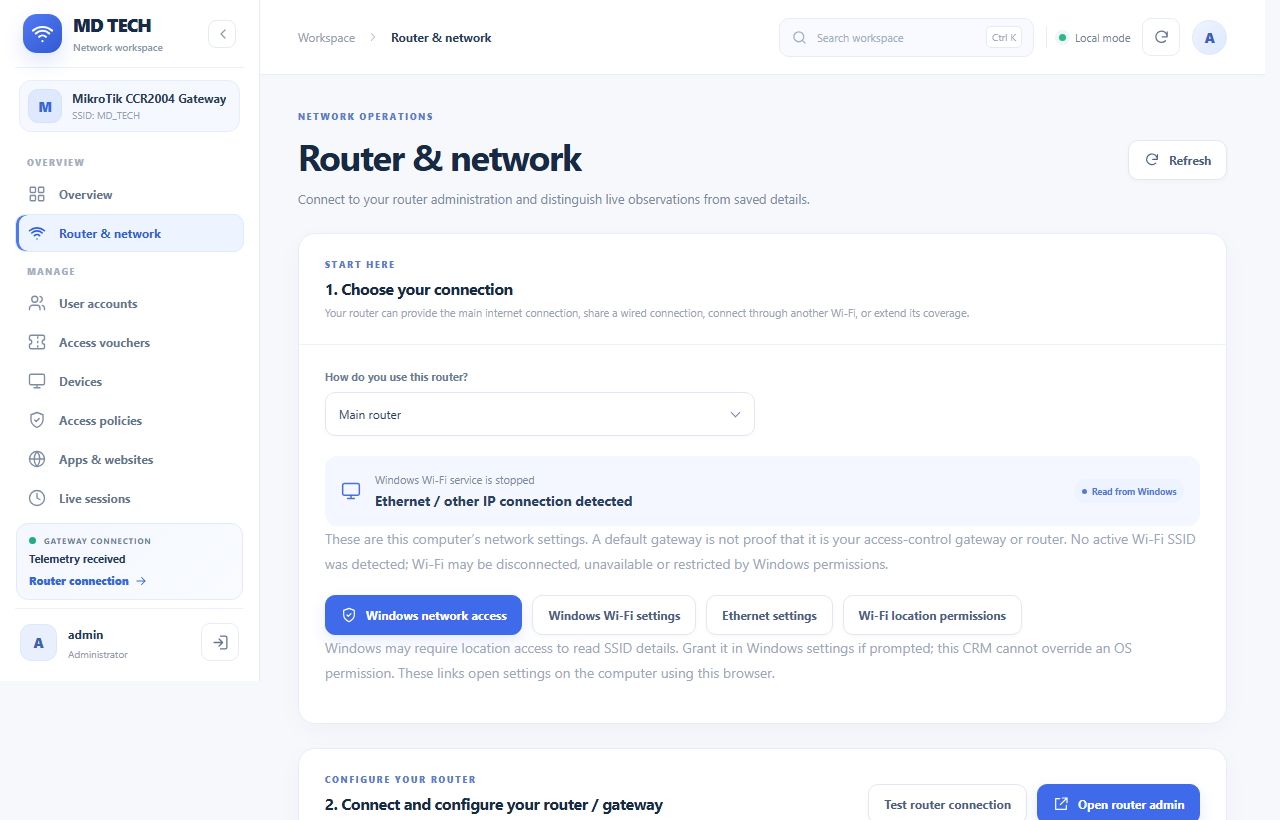 MD TECH
Network workspace
M
MikroTik CCR2004 Gateway
SSID: MD_TECH
OVERVIEW
Overview
Router & network
MANAGE
User accounts
Access vouchers
Devices
Access policies
Apps & websites
Live sessions
GATEWAY CONNECTION
Telemetry received
Router connection →
A
admin
Administrator
Workspace > Router & network
Search workspace
Ctrl K
Local mode
A
NETWORK OPERATIONS
Router & network
Refresh
Connect to your router administration and distinguish live observations from saved details.
START HERE
1. Choose your connection
Your router can provide the main internet connection, share a wired connection, connect through another Wi-Fi, or extend its coverage.
How do you use this router?
Main router
Windows Wi-Fi service is stopped
Ethernet / other IP connection detected
Read from Windows
These are this computer's network settings. A default gateway is not proof that it is your access-control gateway or router. No active Wi-Fi SSID
was detected; Wi-Fi may be disconnected, unavailable or restricted by Windows permissions.
Windows network access
Windows Wi-Fi settings
Ethernet settings
Wi-Fi location permissions
Windows may require location access to read SSID details. Grant it in Windows settings if prompted; this CRM cannot override an OS
permission. These links open settings on the computer using this browser.
CONFIGURE YOUR ROUTER
2. Connect and configure your router / gateway
Test router connection
Open router admin